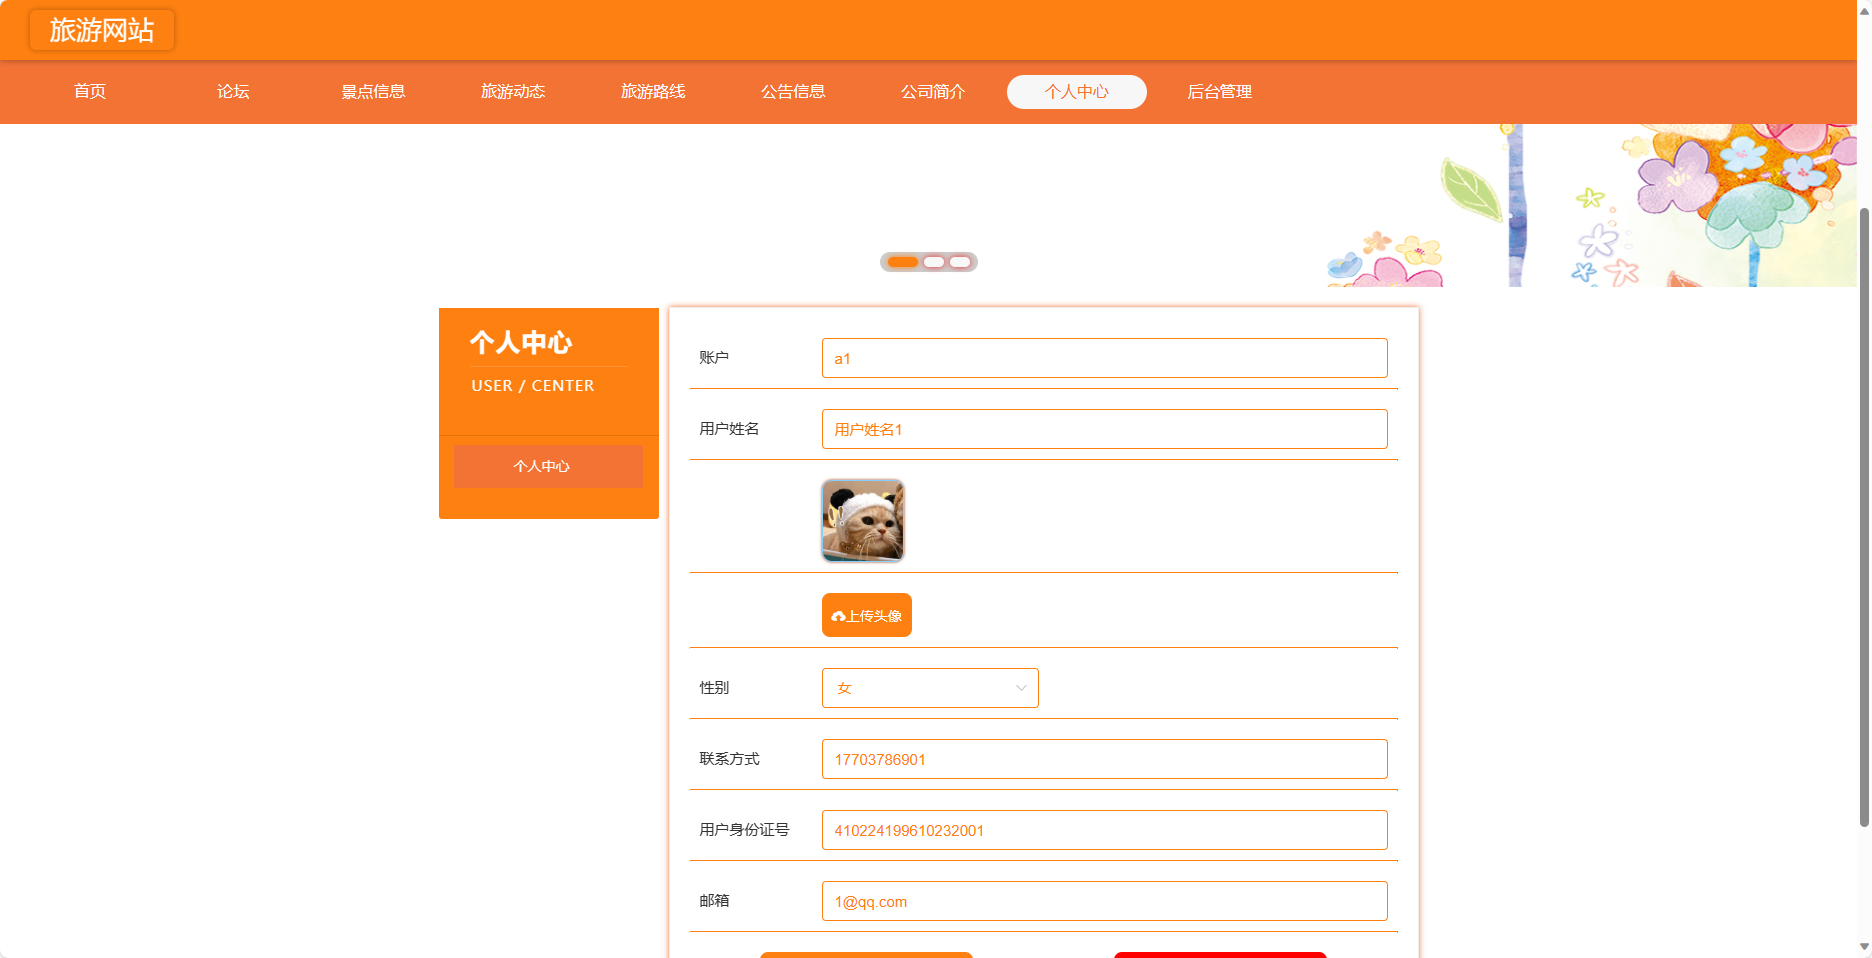 旅游网站
首页 论坛 景点信息 旅游动态 旅游路线 公告信息 公司简介 个人中心 后台管理
个人中心
USER / CENTER
个人中心
账户 a1
用户姓名 用户姓名1
上传头像
性别 女
联系方式 17703786901
用户身份证号 410224199610232001
邮箱 1@qq.com